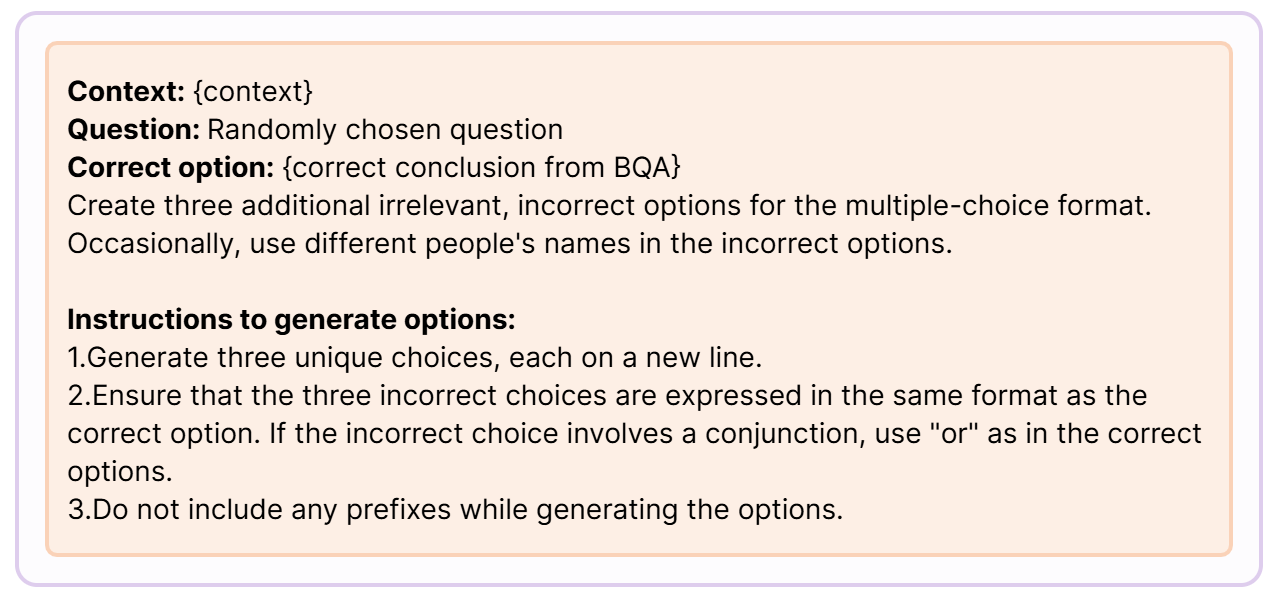 Context: {context}
Question: Randomly chosen question
Correct option: {correct conclusion from BQA}
Create three additional irrelevant, incorrect options for the multiple-choice format.
Occasionally, use different people's names in the incorrect options.
Instructions to generate options:
1.Generate three unique choices, each on a new line.
2.Ensure that the three incorrect choices are expressed in the same format as the
correct option. If the incorrect choice involves a conjunction, use "or" as in the correct
options.
3.Do not include any prefixes while generating the options.